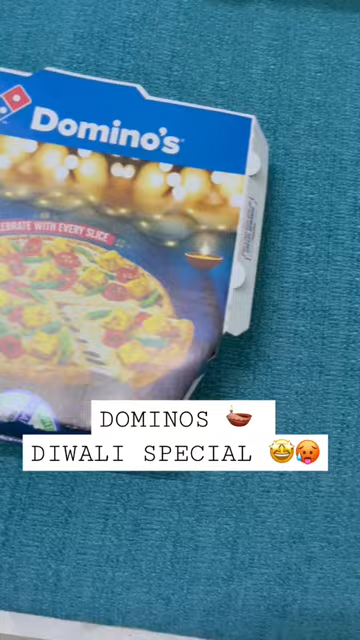 Domino's
CELEBRATE WITH EVERY SLICE
DOMINOS 🪔
DIWALI SPECIAL 🤩🥵